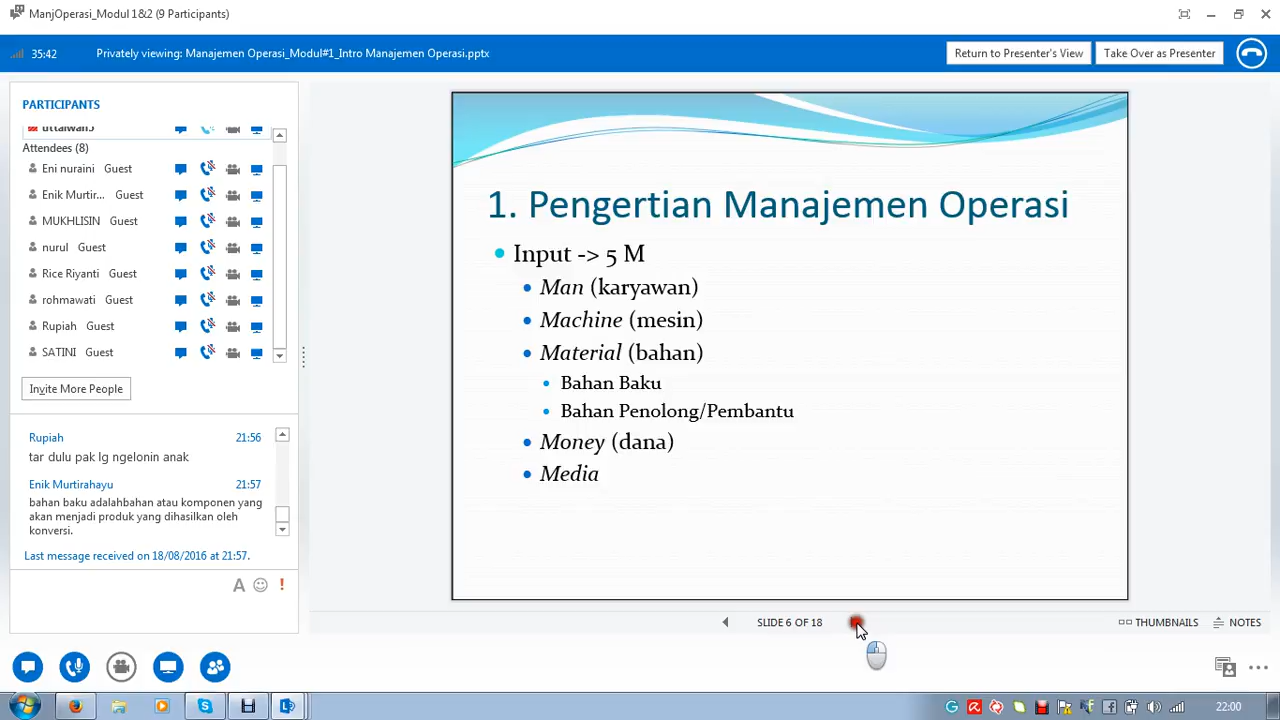 ManjOperasi_Modul 1&2 (9 Participants)
35:42
Privately viewing: Manajemen Operasi_Modul#1_Intro Manajemen Operasi.pptx
Return to Presenter's View
Take Over as Presenter
PARTICIPANTS
Attendees (8)
Eni nuraini Guest
Enik Murtir... Guest
MUKHLISIN Guest
nurul Guest
Rice Riyanti Guest
rohmawati Guest
Rupiah Guest
SATINI Guest
Invite More People
Rupiah 21:56
tar dulu pak lg ngelonin anak
Enik Murtirahayu 21:57
bahan baku adalahbahan atau komponen yang
akan menjadi produk yang dihasilkan oleh
konversi.
Last message received on 18/08/2016 at 21:57.
A
1. Pengertian Manajemen Operasi
Input -> 5 M
Man (karyawan)
Machine (mesin)
Material (bahan)
Bahan Baku
Bahan Penolong/Pembantu
Money (dana)
Media
SLIDE 6 OF 18
THUMBNAILS
NOTES
22:00